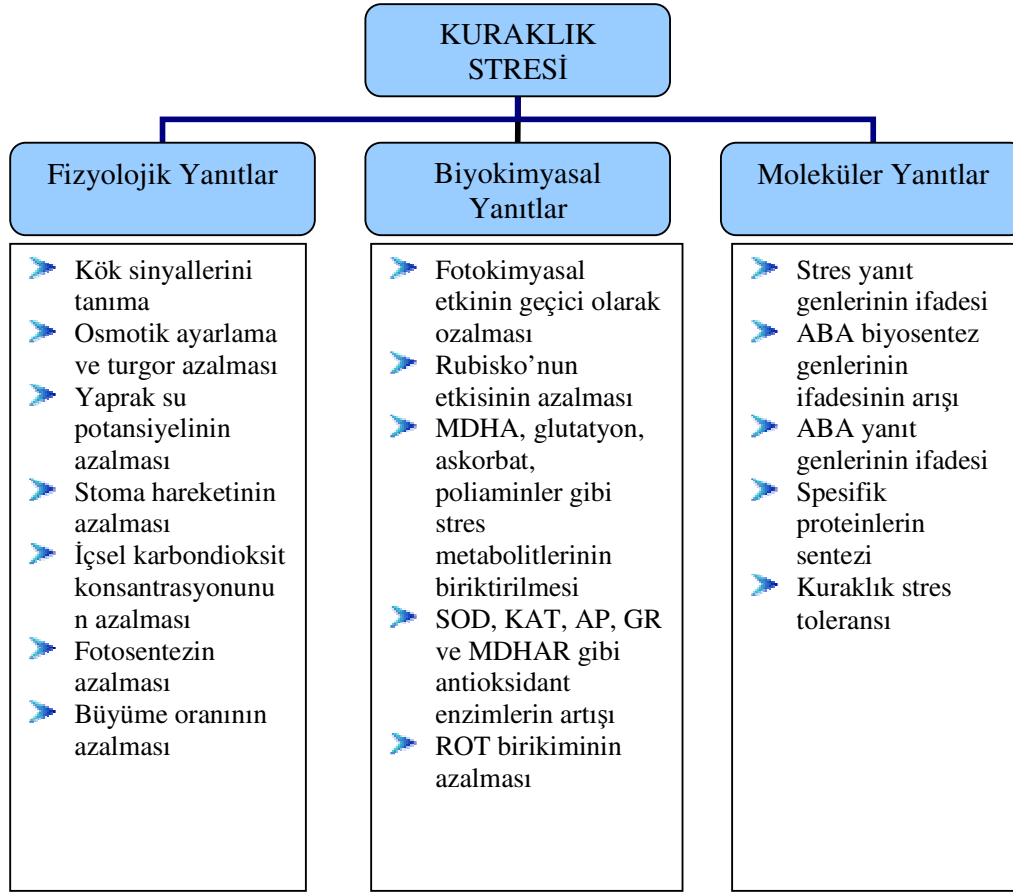 KURAKLIK
STRESİ
Fizyolojik Yanıtlar
Kök sinyallerini
tanıma
Osmotik ayarlama
ve turgor azalması
Yaprak su
potansiyelinin
azalması
Stoma hareketinin
azalması
İçsel karbondioksit
konsantrasyonunu
n azalması
Fotosentezin
azalması
Büyüme oranının
azalması
Biyokimyasal
Yanıtlar
Fotokimyasal
etkinin geçici olarak
ozalması
Rubisko’nun
etkisinin azalması
MDHA, glutatyon,
askorbat,
poliaminler gibi
stres
metabolitlerinin
biriktirilmesi
SOD, KAT, AP, GR
ve MDHAR gibi
antioksidant
enzimlerin artışı
ROT birikiminin
azalması
Moleküler Yanıtlar
Stres yanıt
genlerinin ifadesi
ABA biyosentez
genlerinin
ifadesinin arışı
ABA yanıt
genlerinin ifadesi
Spesifik
proteinlerin
sentezi
Kuraklık stres
toleransı